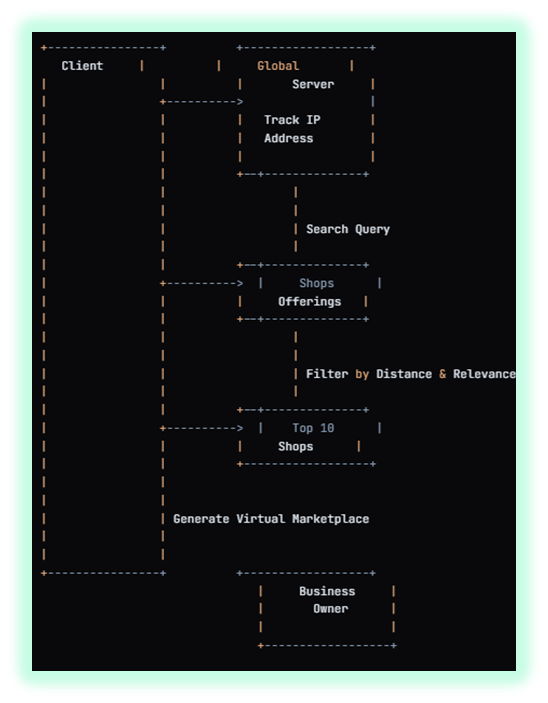 Client Global
Server
Track IP
Address
Search Query
Shops
Offerings
Filter by Distance & Relevance
Top 10
Shops
Generate Virtual Marketplace
Business
Owner